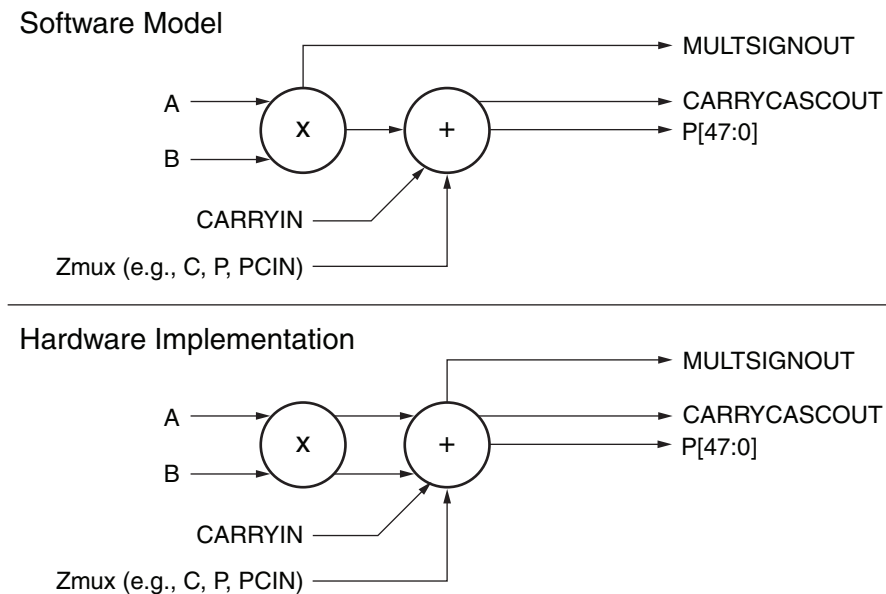 Software Model
MULTSIGNOUT
A
CARRYCASCOUT
x
+
P[47:0]
B
CARRYIN
Zmux (e.g., C, P, PCIN)
Hardware Implementation
MULTSIGNOUT
A
CARRYCASCOUT
x
+
P[47:0]
B
CARRYIN
Zmux (e.g., C, P, PCIN)